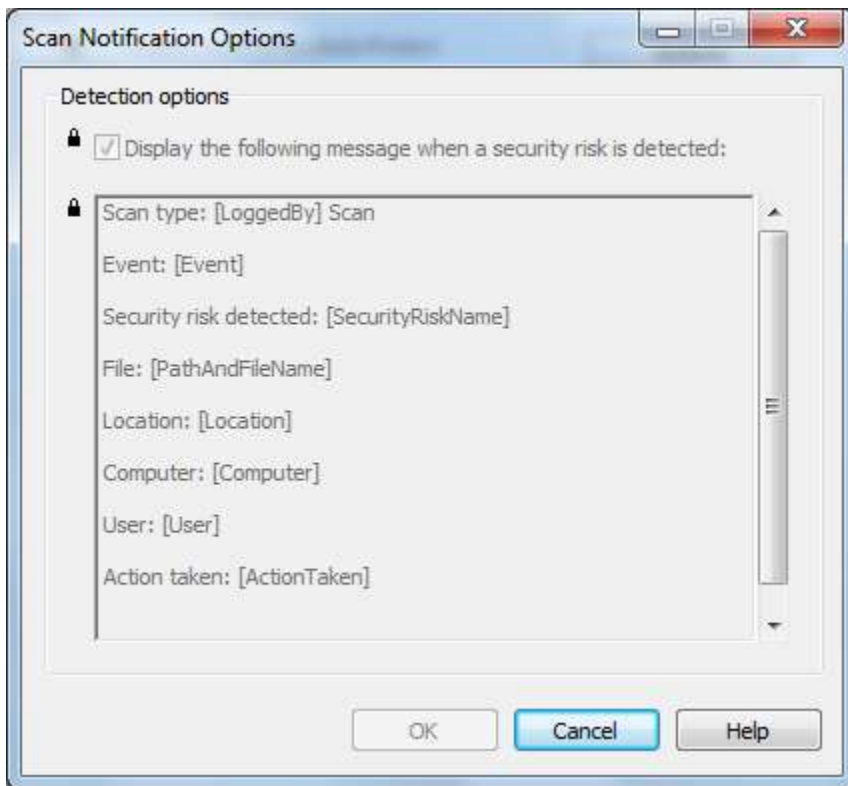 Scan Notification Options
Detection options
Display the following message when a security risk is detected:
Scan type: [LoggedBy] Scan
Event: [Event]
Security risk detected: [SecurityRiskName]
File: [PathAndFileName]
Location: [Location]
Computer: [Computer]
User: [User]
Action taken: [ActionTaken]
OK
Cancel
Help